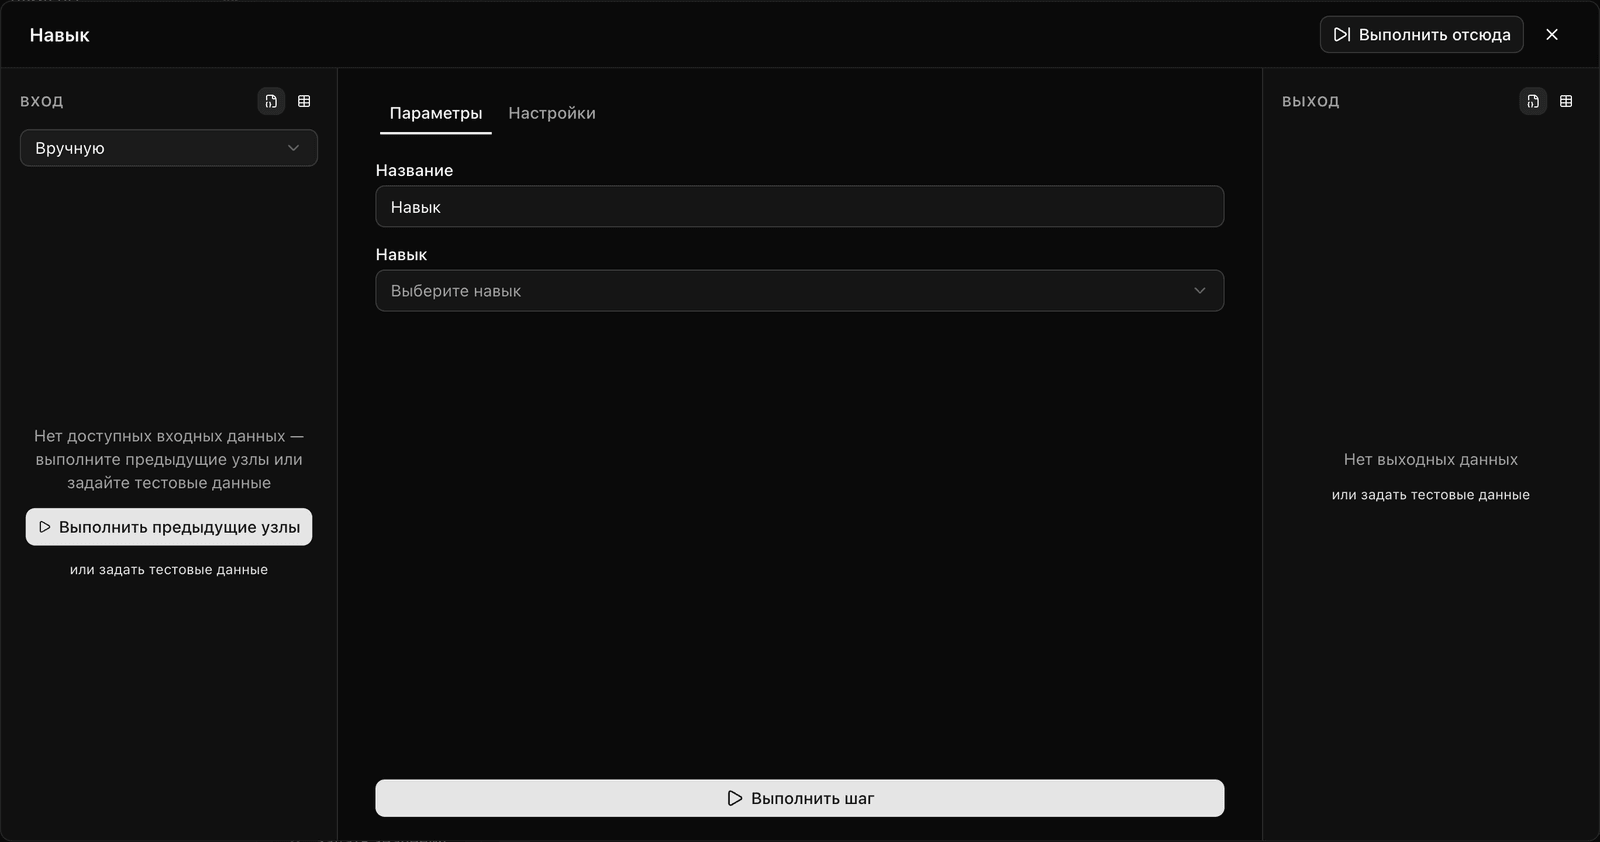 Навык
Выполнить отсюда
ВХОД
Вручную
Нет доступных входных данных —
выполните предыдущие узлы или
задайте тестовые данные
Выполнить предыдущие узлы
или задать тестовые данные
Параметры
Настройки
Название
Навык
Навык
Выберите навык
Выполнить шаг
ВЫХОД
Нет выходных данных
или задать тестовые данные